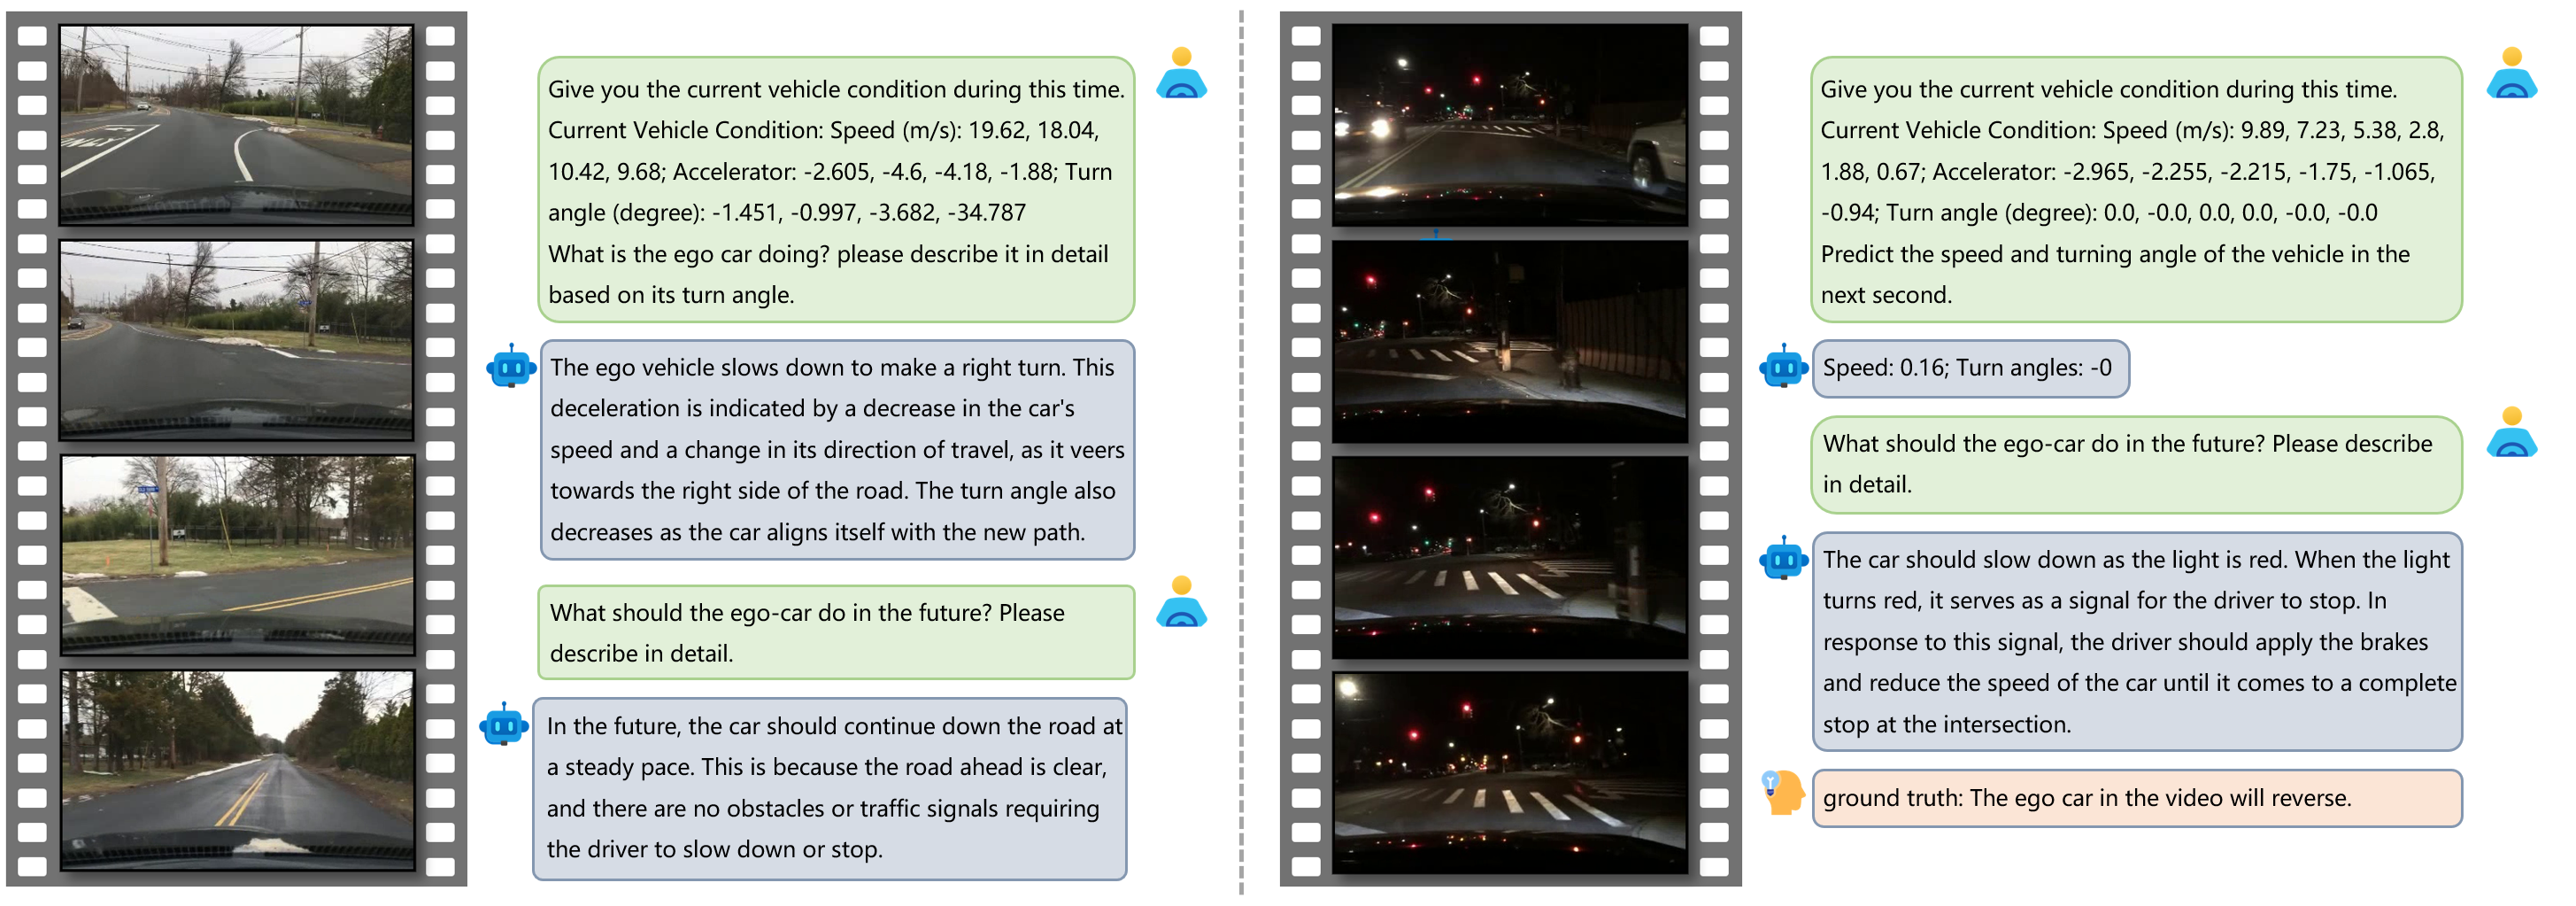 ONLY
Give you the current vehicle condition during this time.
Current Vehicle Condition: Speed (m/s): 19.62, 18.04,
10.42, 9.68; Accelerator: -2.605, -4.6, -4.18, -1.88; Turn
angle (degree): -1.451, -0.997, -3.682, -34.787
What is the ego car doing? please describe it in detail
based on its turn angle.
The ego vehicle slows down to make a right turn. This
deceleration is indicated by a decrease in the car's
speed and a change in its direction of travel, as it veers
towards the right side of the road. The turn angle also
decreases as the car aligns itself with the new path.
What should the ego-car do in the future? Please
describe in detail.
In the future, the car should continue down the road at
a steady pace. This is because the road ahead is clear,
and there are no obstacles or traffic signals requiring
the driver to slow down or stop.
Give you the current vehicle condition during this time.
Current Vehicle Condition: Speed (m/s): 9.89, 7.23, 5.38, 2.8,
1.88, 0.67; Accelerator: -2.965, -2.255, -2.215, -1.75, -1.065,
-0.94; Turn angle (degree): 0.0, -0.0, 0.0, 0.0, -0.0, -0.0
Predict the speed and turning angle of the vehicle in the
next second.
Speed: 0.16; Turn angles: -0
What should the ego-car do in the future? Please describe
in detail.
The car should slow down as the light is red. When the light
turns red, it serves as a signal for the driver to stop. In
response to this signal, the driver should apply the brakes
and reduce the speed of the car until it comes to a complete
stop at the intersection.
ground truth: The ego car in the video will reverse.